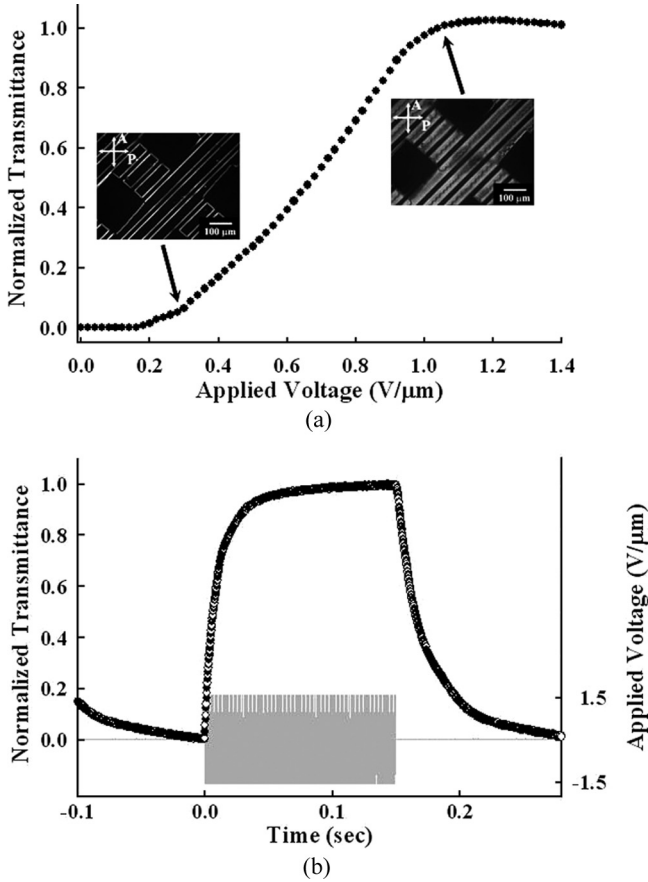 1.0
0.8
0.6
0.4
0.2
0.0
Normalized Transmittance
A
P
100 μm
A
P
100 μm
0.0 0.2 0.4 0.6 0.8 1.0 1.2 1.4
Applied Voltage (V/μm)
(a)
1.0
0.8
0.6
0.4
0.2
0.0
Normalized Transmittance
1.5
-1.5
Applied Voltage (V/μm)
-0.1 0.0 0.1 0.2
Time (sec)
(b)